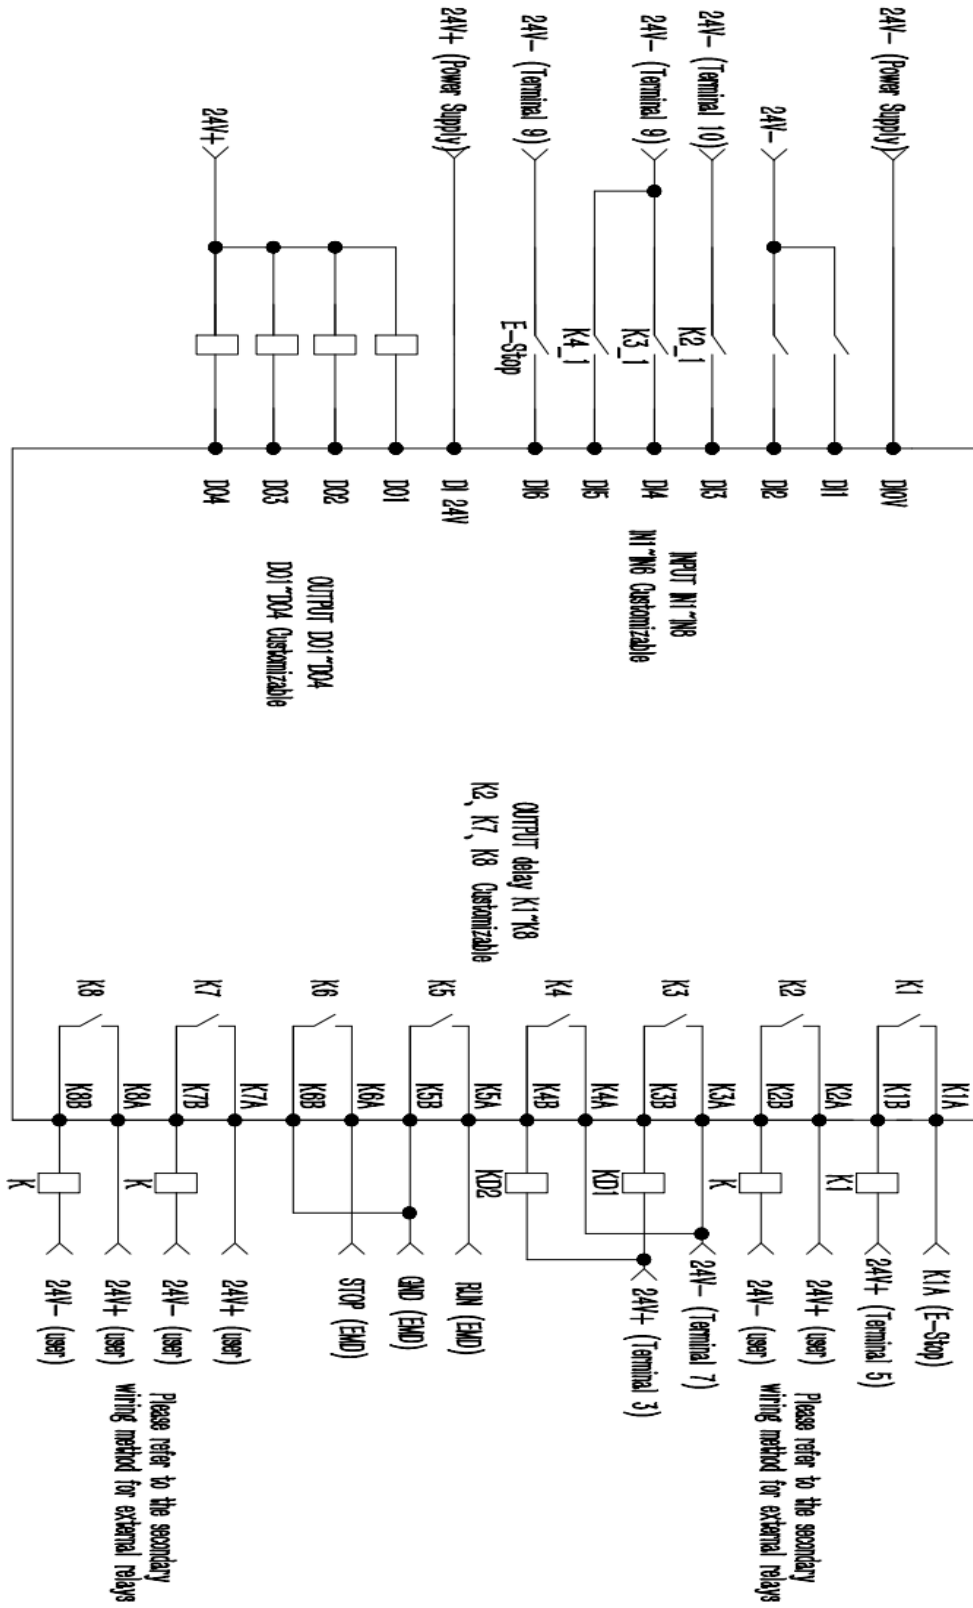 24V- (Power Supply)
24V-
24V- (Terminal 10)
24V- (Terminal 9)
24V- (Terminal 9)
24V+ (Power Supply)
24V+
K2_1
K3_1
K4_1
E-Stop
DI0V
DI1
DI2
DI3
DI4
DI5
DI6
DI 24V
DO1
DO2
DO3
DO4
INPUT IN1~IN8
IN1~IN6 Customizable
OUTPUT DO1~DO4
DO1~DO4 Customizable
OUTPUT delay K1~K8
K2、K7、K8 Customizable
K1
K2
K3
K4
K5
K6
K7
K8
K1A
K1B
K2A
K2B
K3A
K3B
K4A
K4B
K5A
K5B
K6A
K6B
K7A
K7B
K8A
K8B
K1
K
KD1
KD2
K
K
K1A (E-Stop)
24V+ (Terminal 5)
24V+ (user)
24V- (user)
24V- (Terminal 7)
24V+ (Terminal 3)
RUN (EMD)
GND (EMD)
STOP (EMD)
24V+ (user)
24V- (user)
24V+ (user)
24V- (user)
Please refer to the secondary
wiring method for external relays
Please refer to the secondary
wiring method for external relays